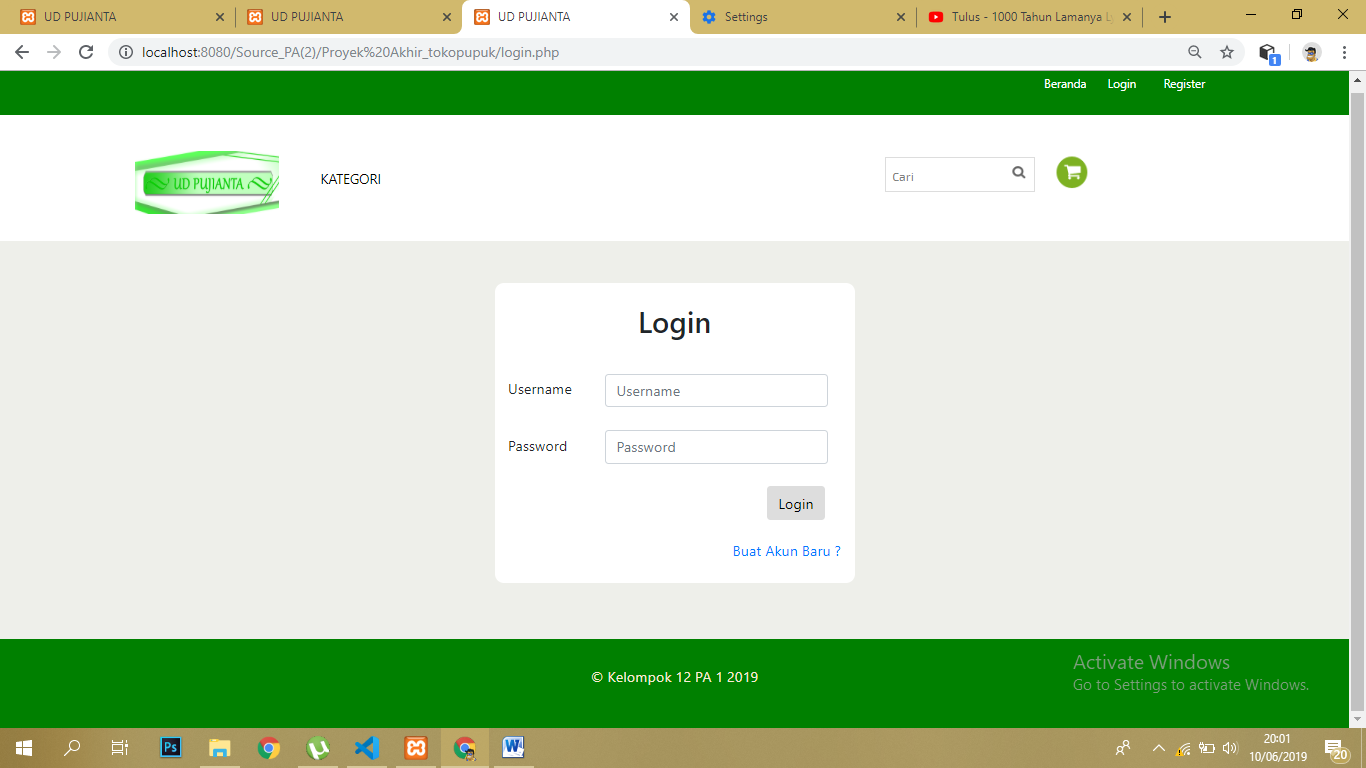 UD PUJIANTA
UD PUJIANTA
UD PUJIANTA
Settings
Tulus - 1000 Tahun Lamanya Ly
localhost:8080/Source_PA(2)/Proyek%20Akhir_tokopupuk/login.php
1
Beranda Login Register
UD PUJIANTA
KATEGORI
Cari
Login
Username Username
Password Password
Login
Buat Akun Baru ?
© Kelompok 12 PA 1 2019
Activate Windows
Go to Settings to activate Windows.
Ps
W
20:01
10/06/2019
20